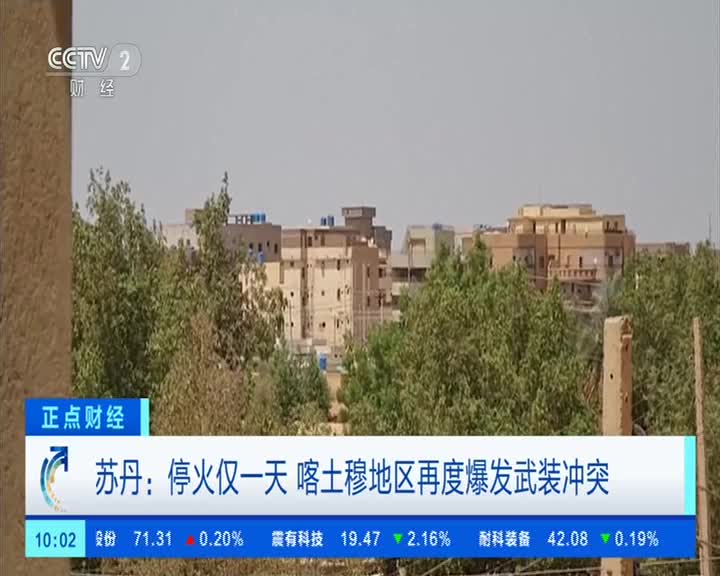 CCTV 2
财经
正点财经
苏丹：停火仅一天 喀土穆地区再度爆发武装冲突
10:02 股份 71.31 ▲0.20% 震有科技 19.47 ▼2.16% 耐科装备 42.08 ▼0.19%